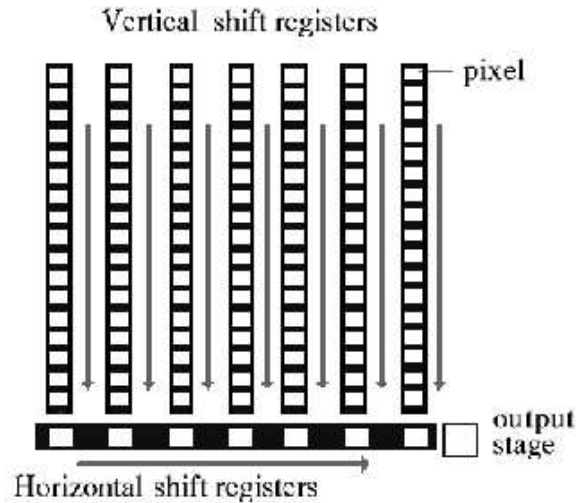 Vertical shift registers
pixel
output
stage
Horizontal shift registers